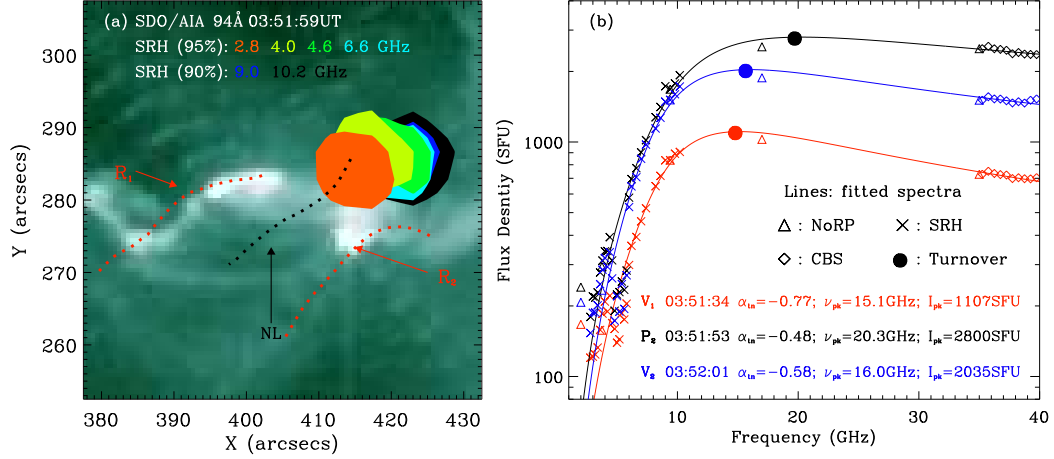 (a) SDO/AIA 94Å 03:51:59UT
SRH (95%): 2.8 4.0 4.6 6.6 GHz
SRH (90%): 9.0 10.2 GHz
R₁
R₂
NL
300
290
280
270
260
Y (arcsecs)
380 390 400 410 420 430
X (arcsecs)
(b)
1000
100
Flux Desntiy (SFU)
Lines: fitted spectra
△ : NoRP × : SRH
◇ : CBS ● : Turnover
V₁ 03:51:34 αₗₙ=−0.77; νₚₖ=15.1GHz; Iₚₖ=1107SFU
P₂ 03:51:53 αₗₙ=−0.48; νₚₖ=20.3GHz; Iₚₖ=2800SFU
V₂ 03:52:01 αₗₙ=−0.58; νₚₖ=16.0GHz; Iₚₖ=2035SFU
10 20 30 40
Frequency (GHz)